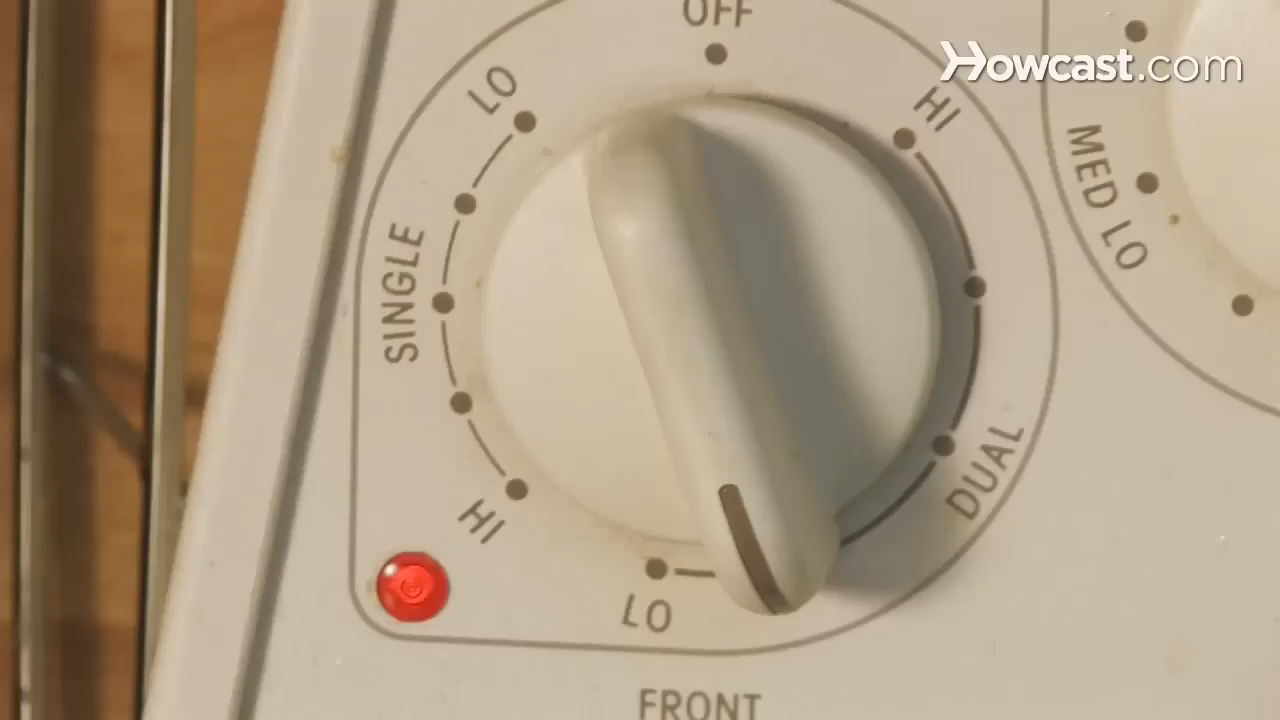 OFF
Howcast.com
LO
HI
MED LO
SINGLE
DUAL
HI
LO
FRONT